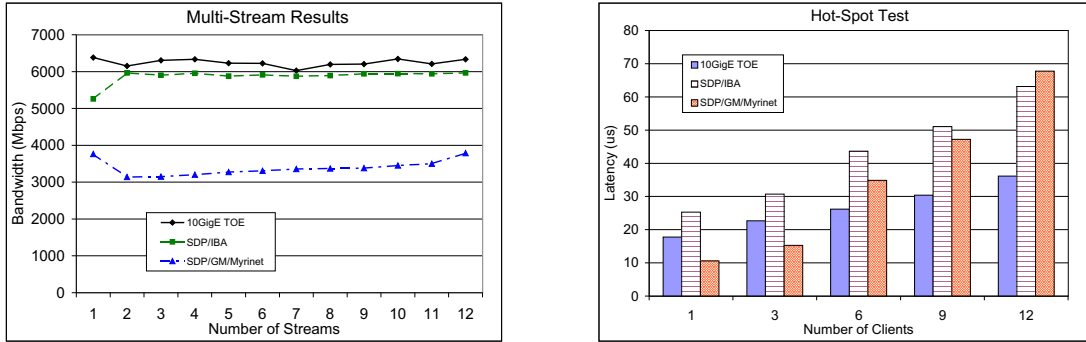 Multi-Stream Results
7000
6000
5000
4000
3000
2000
1000
0
Bandwidth (Mbps)
10GigE TOE
SDP/IBA
SDP/GM/Myrinet
1 2 3 4 5 6 7 8 9 10 11 12
Number of Streams
Hot-Spot Test
80
70
60
50
40
30
20
10
0
Latency (us)
10GigE TOE
SDP/IBA
SDP/GM/Myrinet
1 3 6 9 12
Number of Clients